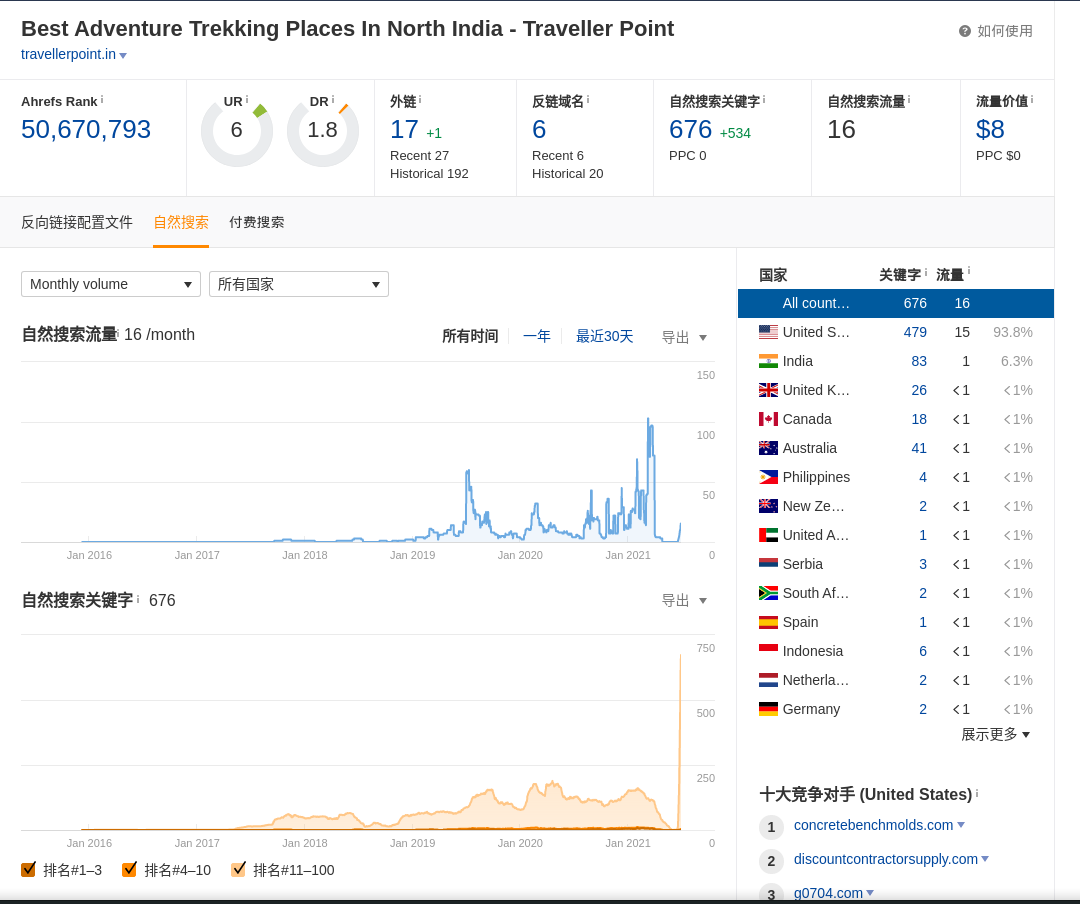 Best Adventure Trekking Places In North India - Traveller Point
如何使用
travellerpoint.in
Ahrefs Rank
50,670,793
UR
6
DR
1.8
外链
17 +1
Recent 27
Historical 192
反链域名
6
Recent 6
Historical 20
自然搜索关键字
676 +534
PPC 0
自然搜索流量
16
流量价值
$8
PPC $0
反向链接配置文件 自然搜索 付费搜索
Monthly volume 所有国家
自然搜索流量 16 /month
所有时间 一年 最近30天 导出
150
100
50
Jan 2016 Jan 2017 Jan 2018 Jan 2019 Jan 2020 Jan 2021 0
自然搜索关键字 676
导出
750
500
250
Jan 2016 Jan 2017 Jan 2018 Jan 2019 Jan 2020 Jan 2021 0
排名#1–3 排名#4–10 排名#11–100
国家 关键字 流量
All count… 676 16
United S… 479 15 93.8%
India 83 1 6.3%
United K… 26 <1 <1%
Canada 18 <1 <1%
Australia 41 <1 <1%
Philippines 4 <1 <1%
New Ze… 2 <1 <1%
United A… 1 <1 <1%
Serbia 3 <1 <1%
South Af… 2 <1 <1%
Spain 1 <1 <1%
Indonesia 6 <1 <1%
Netherla… 2 <1 <1%
Germany 2 <1 <1%
展示更多
十大竞争对手 (United States)
1 concretebenchmolds.com
2 discountcontractorsupply.com
3 g0704.com